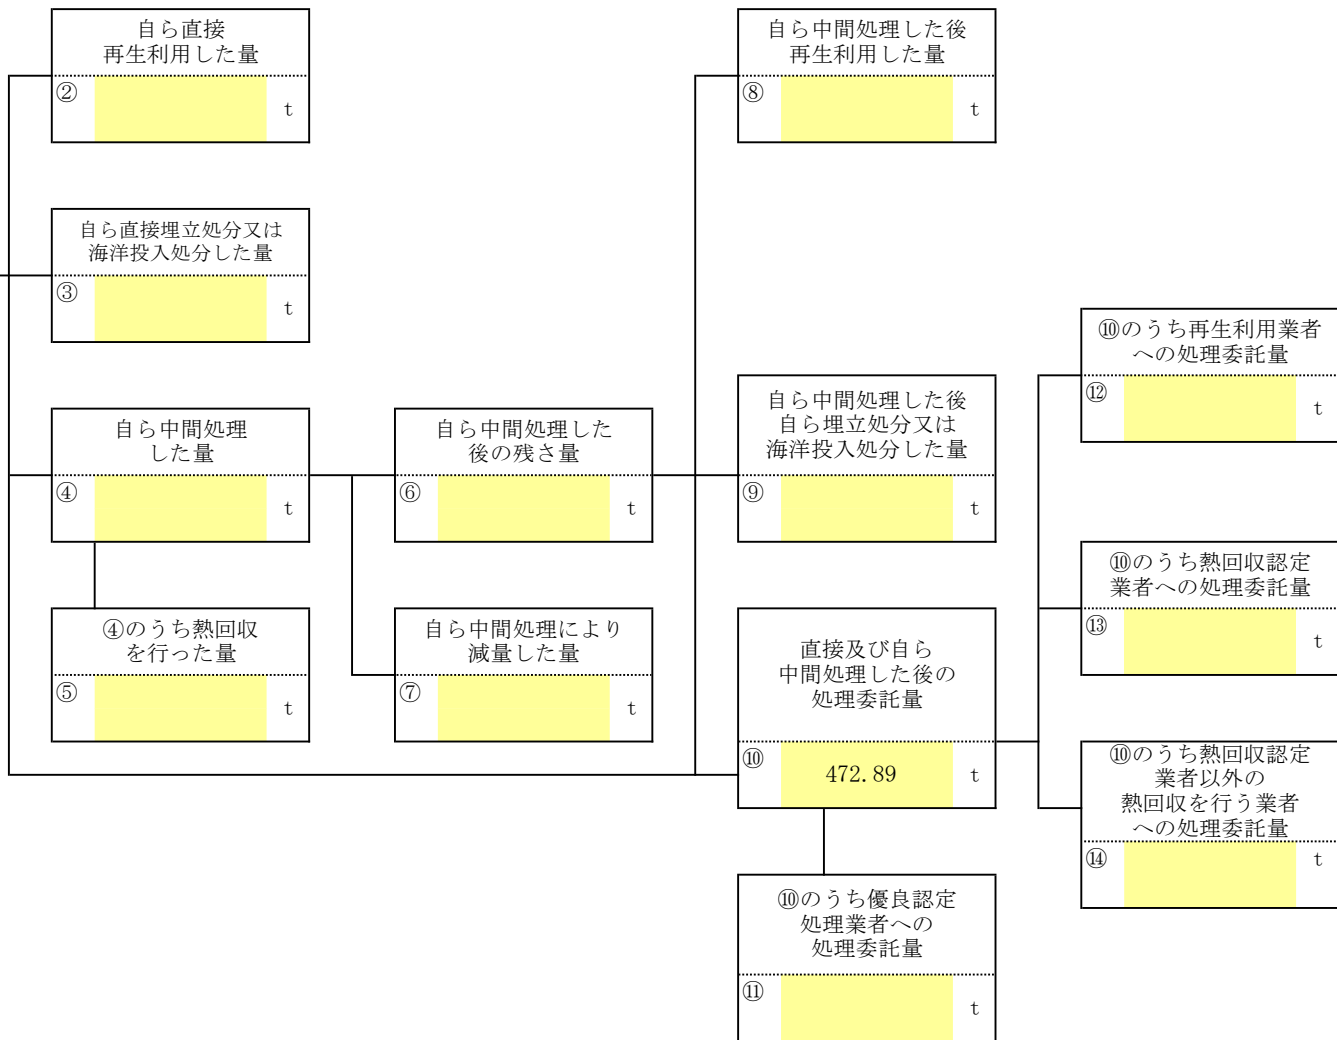 自ら直接
再生利用した量
②
t
自ら中間処理した後
再生利用した量
⑧
t
自ら直接埋立処分又は
海洋投入処分した量
③
t
⑩のうち再生利用業者
への処理委託量
⑫
t
自ら中間処理
した量
④
t
自ら中間処理した
後の残さ量
⑥
t
自ら中間処理した後
自ら埋立処分又は
海洋投入処分した量
⑨
t
⑩のうち熱回収認定
業者への処理委託量
⑬
t
④のうち熱回収
を行った量
⑤
t
自ら中間処理により
減量した量
⑦
t
直接及び自ら
中間処理した後の
処理委託量
⑩
472.89
t
⑩のうち熱回収認定
業者以外の
熱回収を行う業者
への処理委託量
⑭
t
⑩のうち優良認定
処理業者への
処理委託量
⑪
t